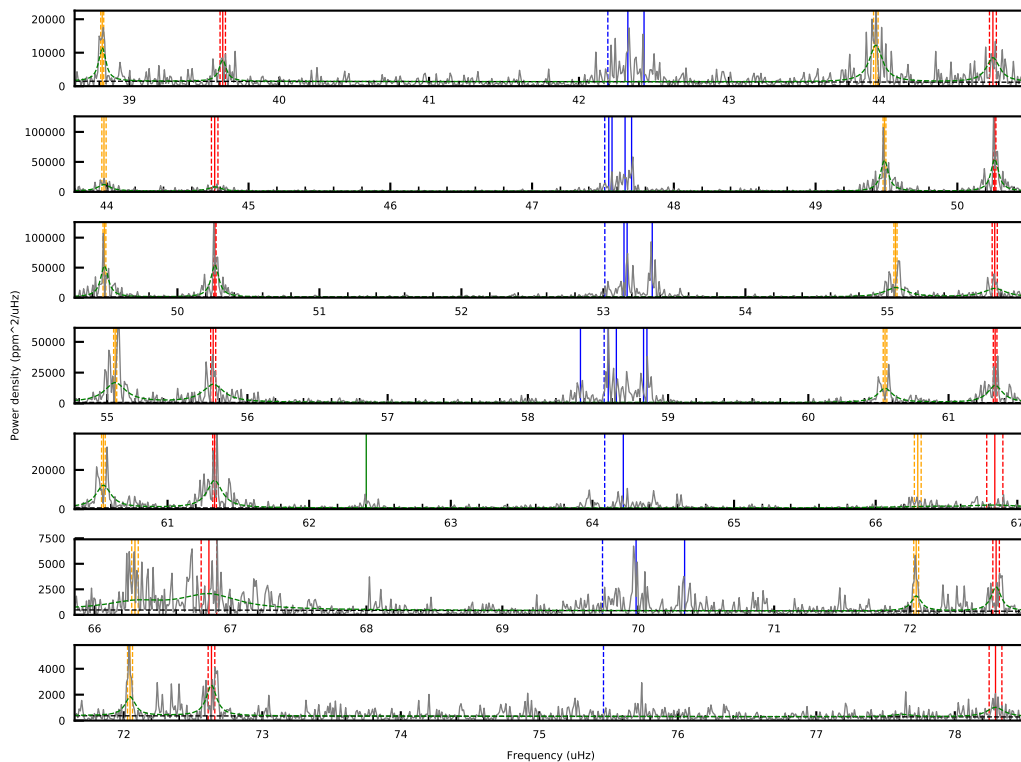 20000
10000
0
39 40 41 42 43 44
100000
50000
0
44 45 46 47 48 49 50
100000
50000
0
50 51 52 53 54 55
50000
25000
0
55 56 57 58 59 60 61
20000
0
61 62 63 64 65 66 67
7500
5000
2500
0
66 67 68 69 70 71 72
4000
2000
0
72 73 74 75 76 77 78
Power density (ppm^2/uHz)
Frequency (uHz)